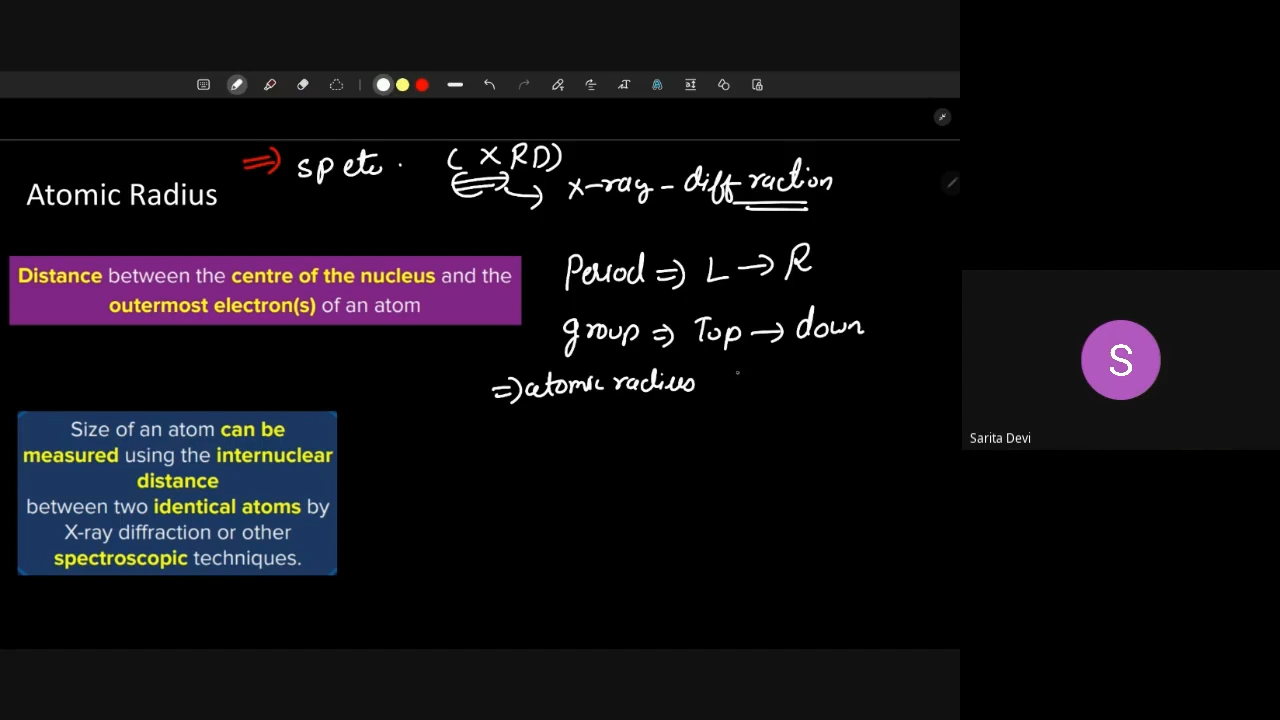 ⇒ spetc. (XRD)
→ x-ray-diffraction
Atomic Radius
Distance between the centre of the nucleus and the
outermost electron(s) of an atom
Period ⇒ L → R
group ⇒ Top → down
⇒ atomic radius
Size of an atom can be
measured using the internuclear
distance
between two identical atoms by
X-ray diffraction or other
spectroscopic techniques.
S
Sarita Devi